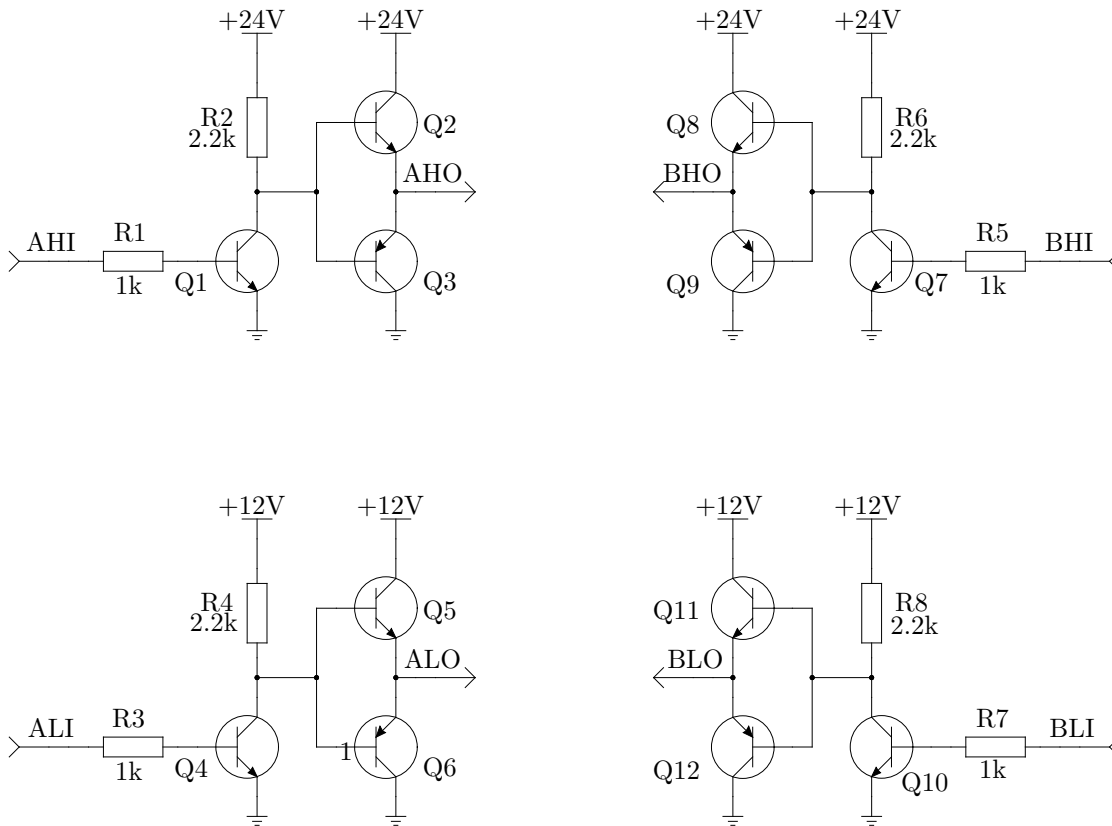 +24V +24V +24V +24V
R2 Q2 Q8 R6
2.2k 2.2k
AHO BHO
AHI R1 R5 BHI
1k Q1 Q3 Q9 Q7 1k
+12V +12V +12V +12V
R4 Q5 Q11 R8
2.2k 2.2k
ALO BLO
ALI R3 R7 BLI
1
1k Q4 Q6 Q12 Q10 1k